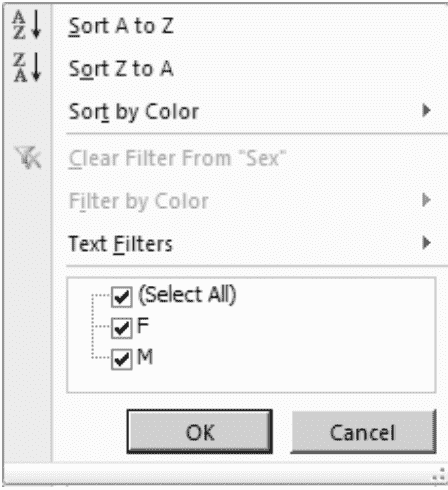 Sort A to Z
Sort Z to A
Sort by Color
Clear Filter From "Sex"
Filter by Color
Text Filters
(Select All)
F
M
OK
Cancel